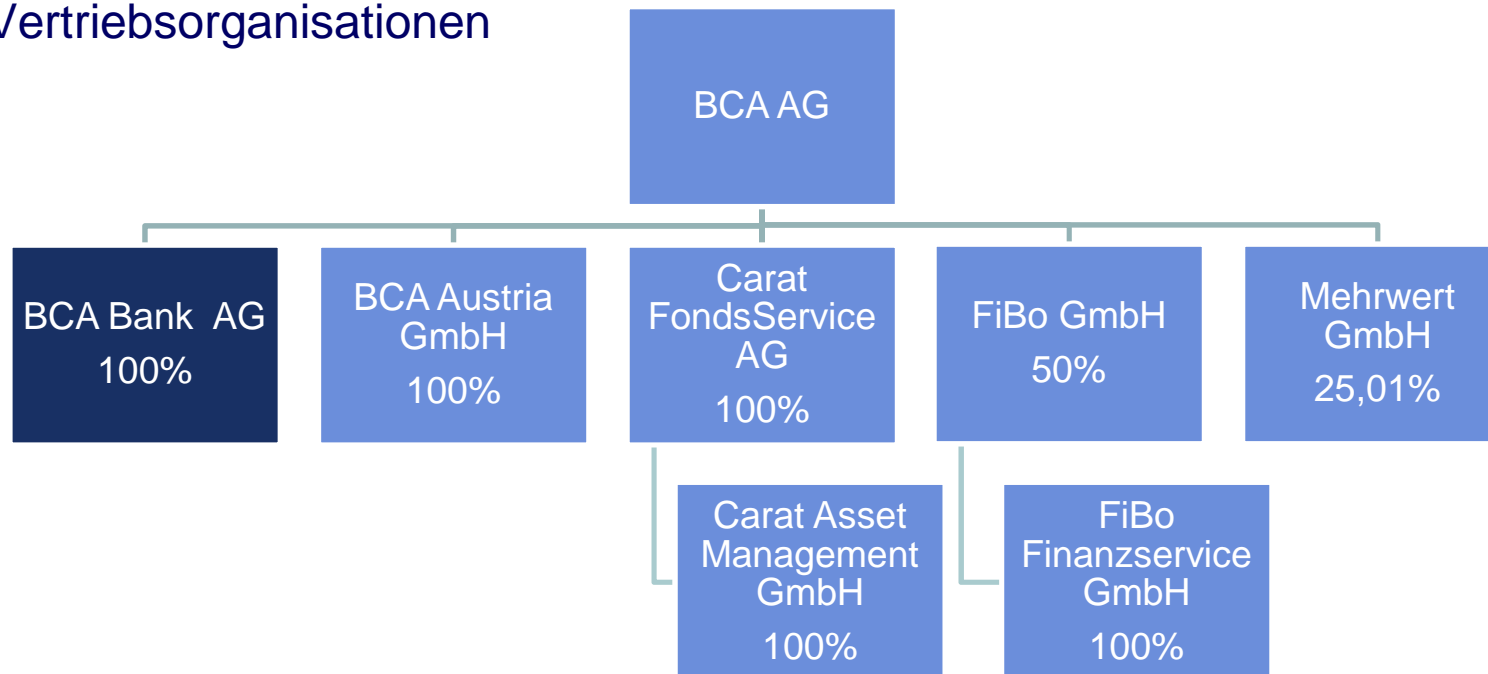 Vertriebsorganisationen
BCA AG
BCA Bank AG
100%
BCA Austria
GmbH
100%
Carat
FondsService
AG
100%
FiBo GmbH
50%
Mehrwert
GmbH
25,01%
Carat Asset
Management
GmbH
100%
FiBo
Finanzservice
GmbH
100%